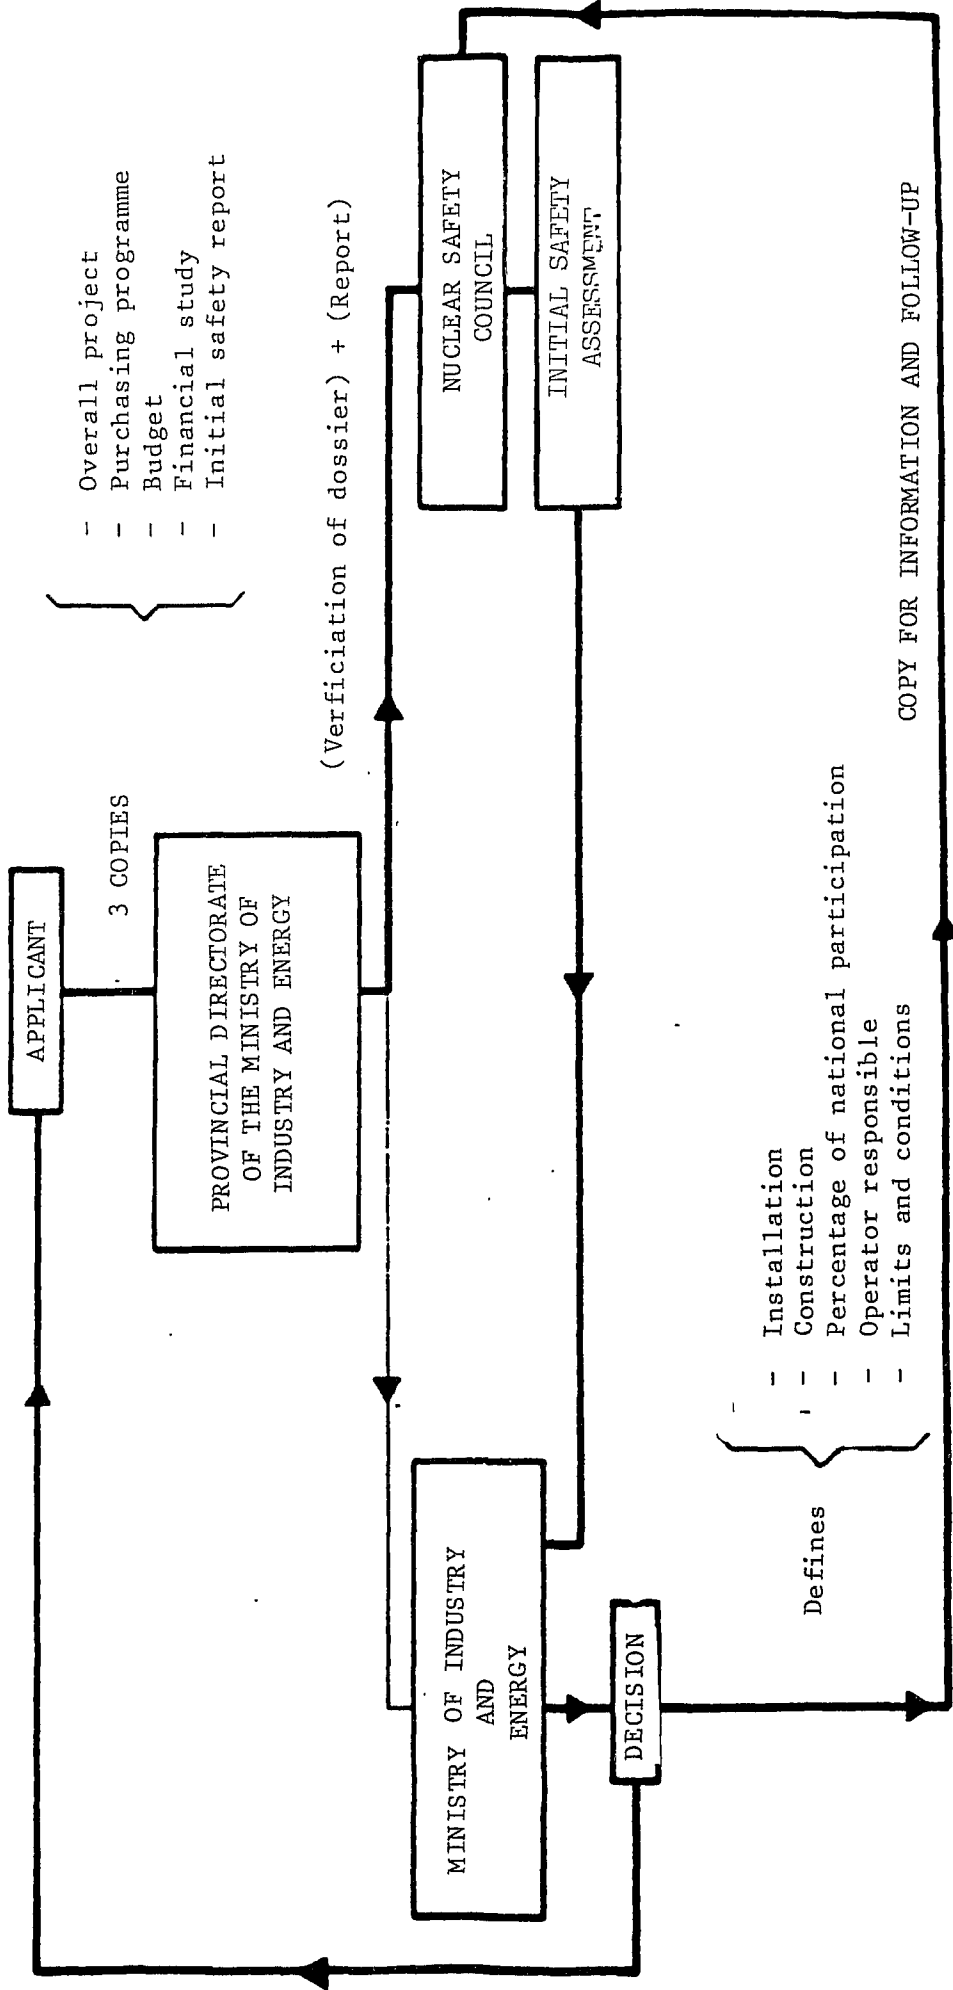 APPLICANT
3 COPIES
- Overall project
- Purchasing programme
- Budget
- Financial study
- Initial safety report
PROVINCIAL DIRECTORATE
OF THE MINISTRY OF
INDUSTRY AND ENERGY
(Verficiation of dossier) + (Report)
MINISTRY OF INDUSTRY
AND
ENERGY
NUCLEAR SAFETY
COUNCIL
INITIAL SAFETY
ASSESSMENT
DECISION
Defines
- Installation
- Construction
- Percentage of national participation
- Operator responsible
- Limits and conditions
COPY FOR INFORMATION AND FOLLOW-UP